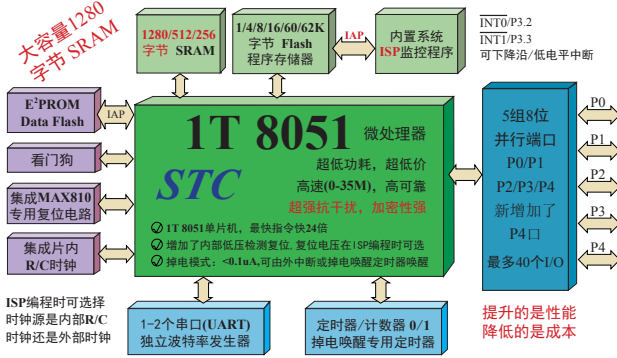 大容量1280
字节 SRAM
1280/512/256
字节 SRAM
1/4/8/16/60/62K
字节 Flash
程序存储器
IAP
内置系统
ISP监控程序
INT0/P3.2
INT1/P3.3
可下降沿/低电平中断
E²PROM
Data Flash
IAP
看门狗
集成MAX810
专用复位电路
集成片内
R/C时钟
1T 8051 微处理器
STC
超低功耗，超低价
高速(0-35M)，高可靠
超强抗干扰，加密性强
1T 8051单片机，最快指令快24倍
增加了内部低压检测复位,复位电压在ISP编程时可选
掉电模式：<0.1uA,可由外中断或掉电唤醒定时器唤醒
5组8位
并行端口
P0/P1
P2/P3/P4
新增加了
P4口
最多40个I/O
P0
P1
P2
P3
P4
ISP编程时可选择
时钟源是内部R/C
时钟还是外部时钟
1-2个串口(UART)
独立波特率发生器
定时器/计数器 0/1
掉电唤醒专用定时器
提升的是性能
降低的是成本